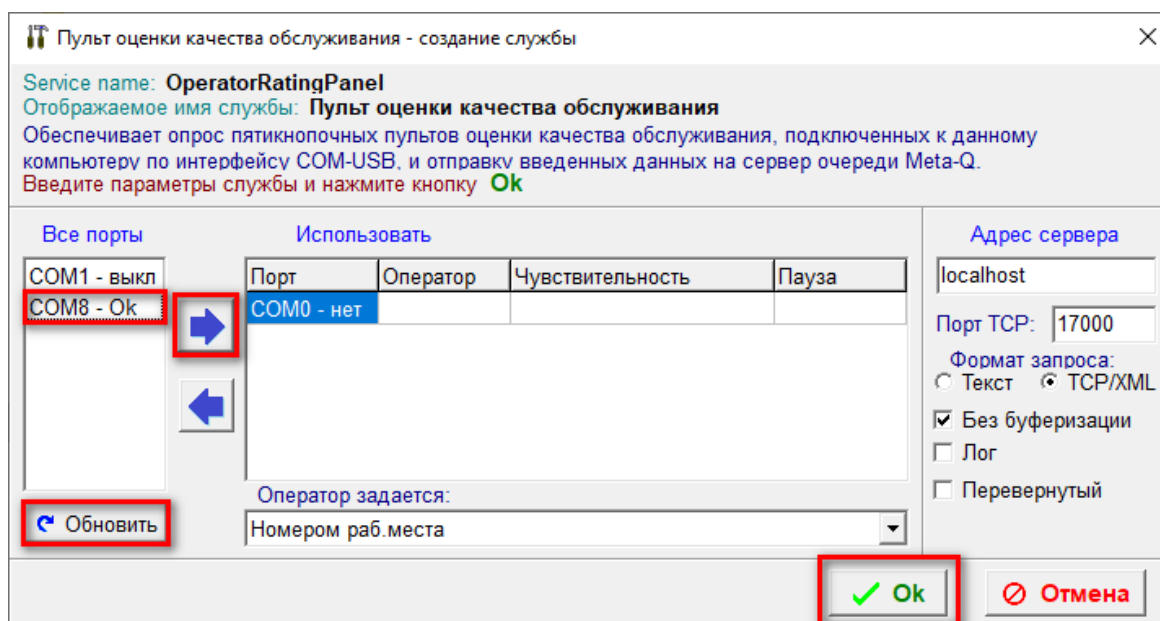 Пульт оценки качества обслуживания - создание службы
Service name: OperatorRatingPanel
Отображаемое имя службы: Пульт оценки качества обслуживания
Обеспечивает опрос пятикнопочных пультов оценки качества обслуживания, подключенных к данному
компьютеру по интерфейсу COM-USB, и отправку введенных данных на сервер очереди Meta-Q.
Введите параметры службы и нажмите кнопку Ok
Все порты
COM1 - выкл
COM8 - Ok
Обновить
Использовать
Порт Оператор Чувствительность Пауза
COM0 - нет
Оператор задается:
Номером раб.места
Адрес сервера
localhost
Порт TCP: 17000
Формат запроса:
Текст TCP/XML
Без буферизации
Лог
Перевернутый
Ok Отмена